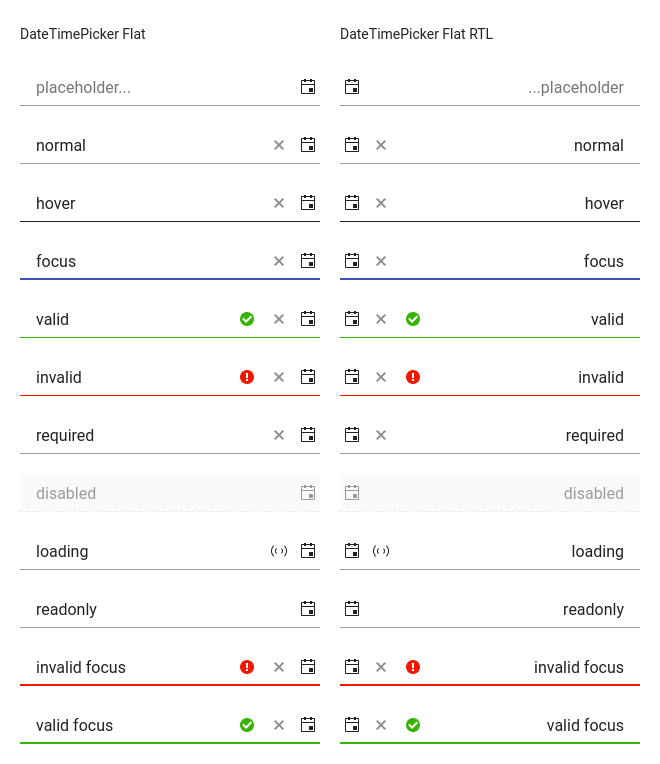 DateTimePicker Flat
DateTimePicker Flat RTL
placeholder...
...placeholder
normal
normal
hover
hover
focus
focus
valid
valid
invalid
invalid
required
required
disabled
disabled
loading
loading
readonly
readonly
invalid focus
invalid focus
valid focus
valid focus